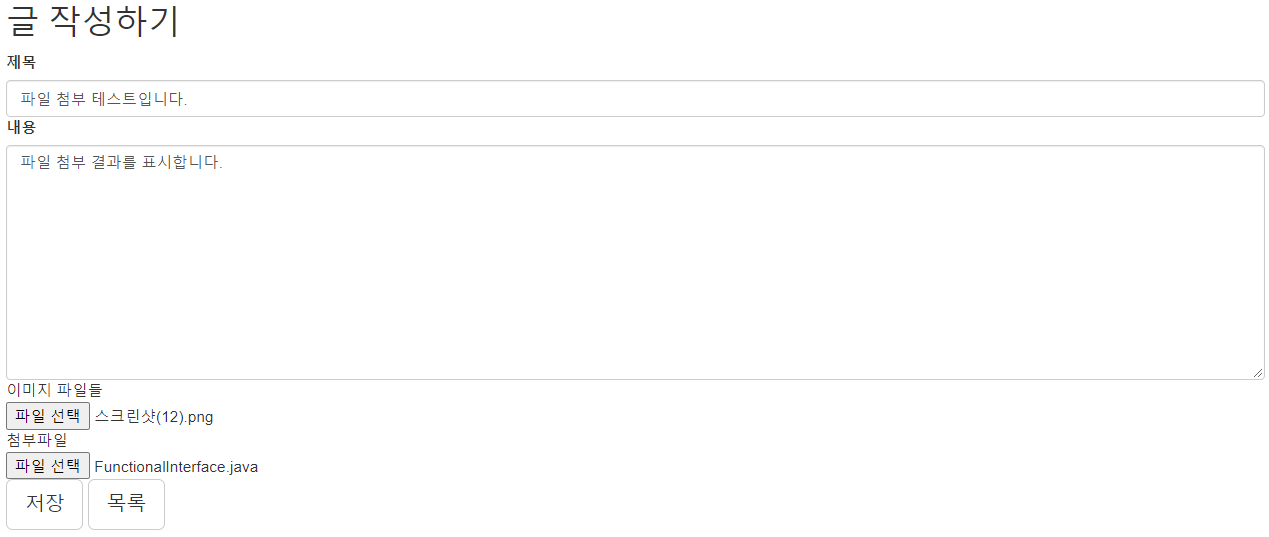 글 작성하기
제목
파일 첨부 테스트입니다.
내용
파일 첨부 결과를 표시합니다.
이미지 파일들
파일 선택 스크린샷(12).png
첨부파일
파일 선택 FunctionalInterface.java
저장 목록